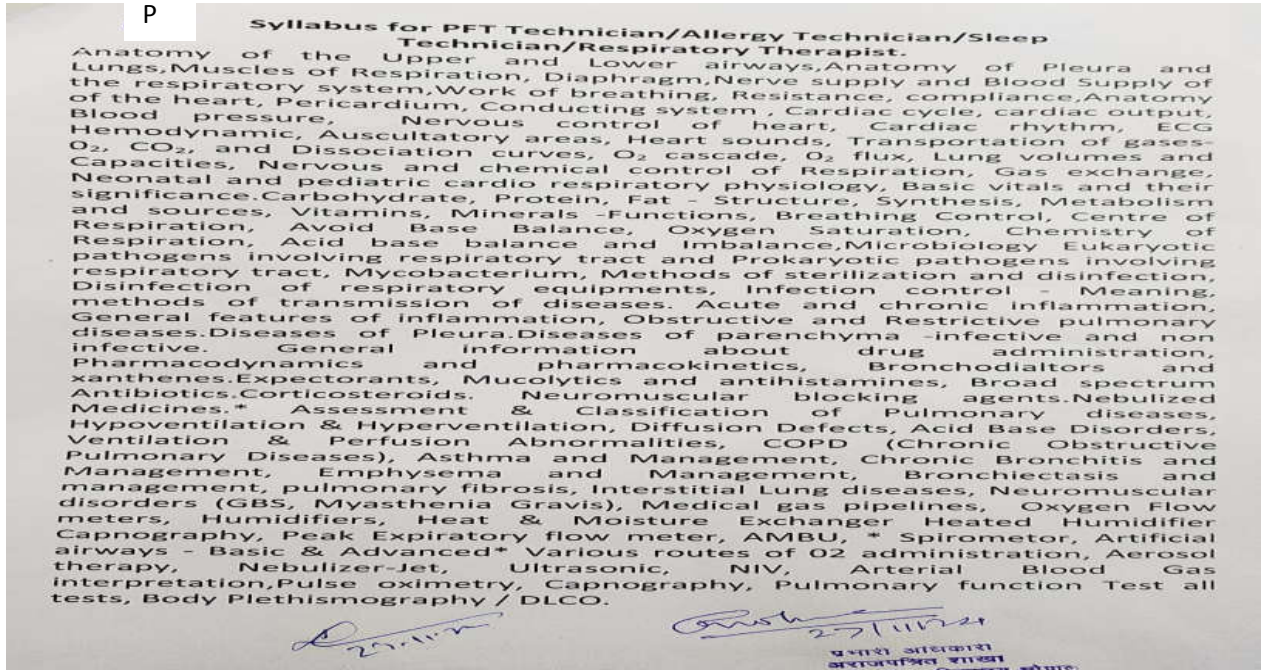 P
Syllabus for PFT Technician/Allergy Technician/Sleep
Technician/Respiratory Therapist.
Anatomy of the Upper and Lower airways,Anatomy of Pleura and
Lungs,Muscles of Respiration, Diaphragm,Nerve supply and Blood Supply of
the respiratory system,Work of breathing, Resistance, compliance,Anatomy
of the heart, Pericardium, Conducting system , Cardiac cycle, cardiac output,
Blood pressure, Nervous control of heart, Cardiac rhythm, ECG
Hemodynamic, Auscultatory areas, Heart sounds, Transportation of gases-
O₂, CO₂, and Dissociation curves, O₂ cascade, 0₂ flux, Lung volumes and
Capacities, Nervous and chemical control of Respiration, Gas exchange,
Neonatal and pediatric cardio respiratory physiology, Basic vitals and their
significance.Carbohydrate, Protein, Fat - Structure, Synthesis, Metabolism
and sources, Vitamins, Minerals -Functions, Breathing Control, Centre of
Respiration, Avoid Base Balance, Oxygen Saturation, Chemistry of
Respiration, Acid base balance and Imbalance,Microbiology Eukaryotic
pathogens involving respiratory tract and Prokaryotic pathogens involving
respiratory tract, Mycobacterium, Methods of sterilization and disinfection,
Disinfection of respiratory equipments, Infection control - Meaning,
methods of transmission of diseases. Acute and chronic inflammation,
General features of inflammation, Obstructive and Restrictive pulmonary
diseases.Diseases of Pleura.Diseases of parenchyma -infective and non
infective. General information about drug administration,
Pharmacodynamics and pharmacokinetics, Bronchodialtors and
xanthenes.Expectorants, Mucolytics and antihistamines, Broad spectrum
Antibiotics.Corticosteroids. Neuromuscular blocking agents.Nebulized
Medicines.* Assessment & Classification of Pulmonary diseases,
Hypoventilation & Hyperventilation, Diffusion Defects, Acid Base Disorders,
Ventilation & Perfusion Abnormalities, COPD (Chronic Obstructive
Pulmonary Diseases), Asthma and Management, Chronic Bronchitis and
Management, Emphysema and Management, Bronchiectasis and
management, pulmonary fibrosis, Interstitial Lung diseases, Neuromuscular
disorders (GBS, Myasthenia Gravis), Medical gas pipelines, Oxygen Flow
meters, Humidifiers, Heat & Moisture Exchanger Heated Humidifier
Capnography, Peak Expiratory flow meter, AMBU, * Spirometor, Artificial
airways - Basic & Advanced* Various routes of 02 administration, Aerosol
therapy, Nebulizer-Jet, Ultrasonic, NIV, Arterial Blood Gas
interpretation,Pulse oximetry, Capnography, Pulmonary function Test all
tests, Body Plethismography / DLCO.
27/11/24
प्रभारी अधिकारी
अराजपत्रित शाखा